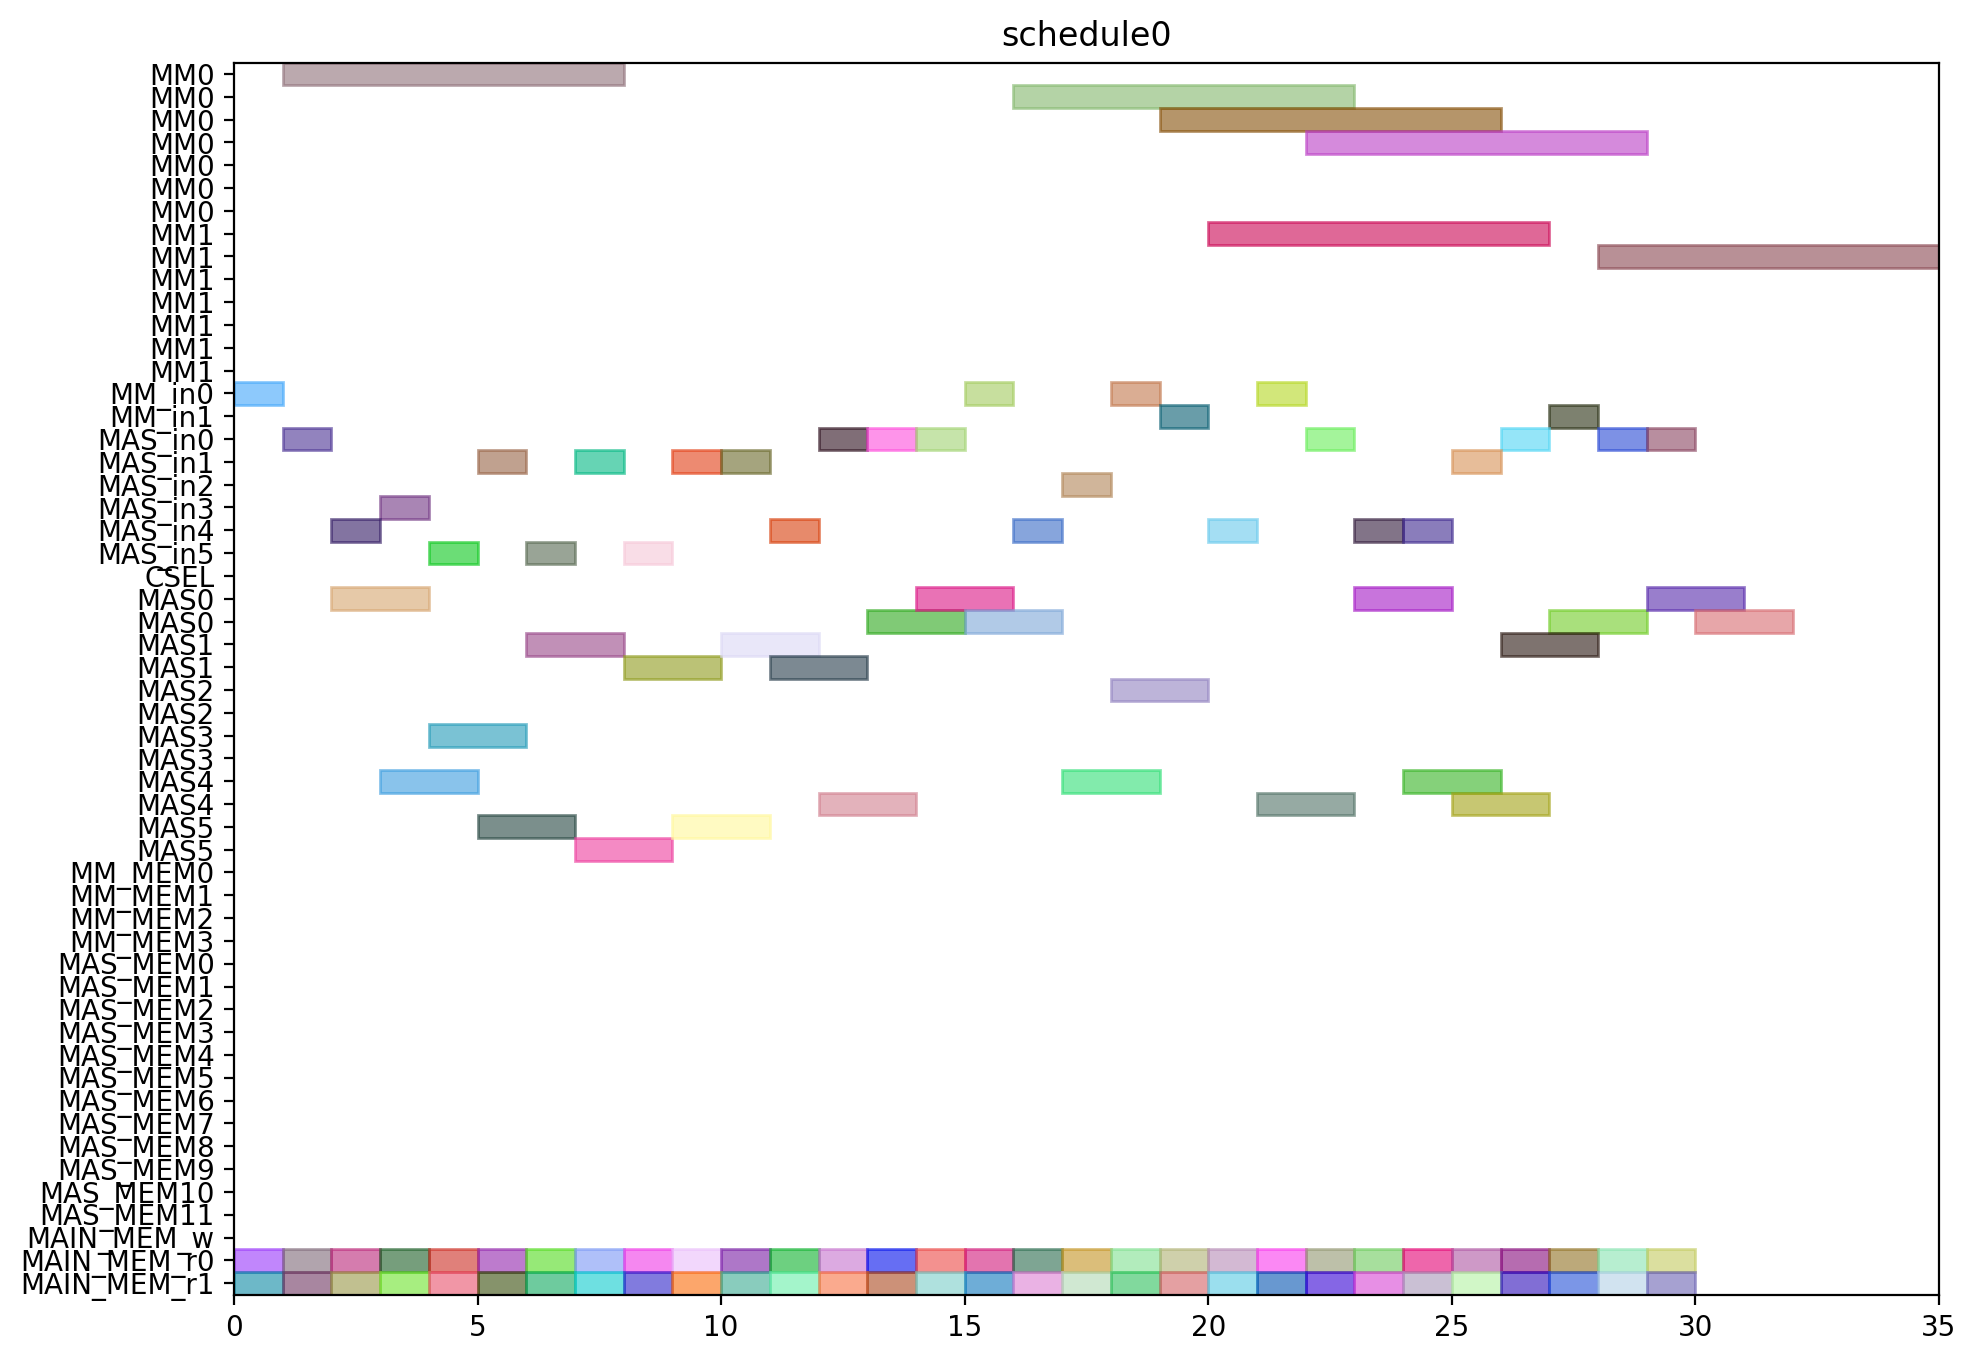 schedule0
MM0
MM0
MM0
MM0
MM0
MM0
MM0
MM1
MM1
MM1
MM1
MM1
MM1
MM1
MM_in0
MM_in1
MAS_in0
MAS_in1
MAS_in2
MAS_in3
MAS_in4
MAS_in5
CSEL
MAS0
MAS0
MAS1
MAS1
MAS2
MAS2
MAS3
MAS3
MAS4
MAS4
MAS5
MAS5
MM_MEM0
MM_MEM1
MM_MEM2
MM_MEM3
MAS_MEM0
MAS_MEM1
MAS_MEM2
MAS_MEM3
MAS_MEM4
MAS_MEM5
MAS_MEM6
MAS_MEM7
MAS_MEM8
MAS_MEM9
MAS_MEM10
MAS_MEM11
MAIN_MEM_w
MAIN_MEM_r0
MAIN_MEM_r1
0 5 10 15 20 25 30 35